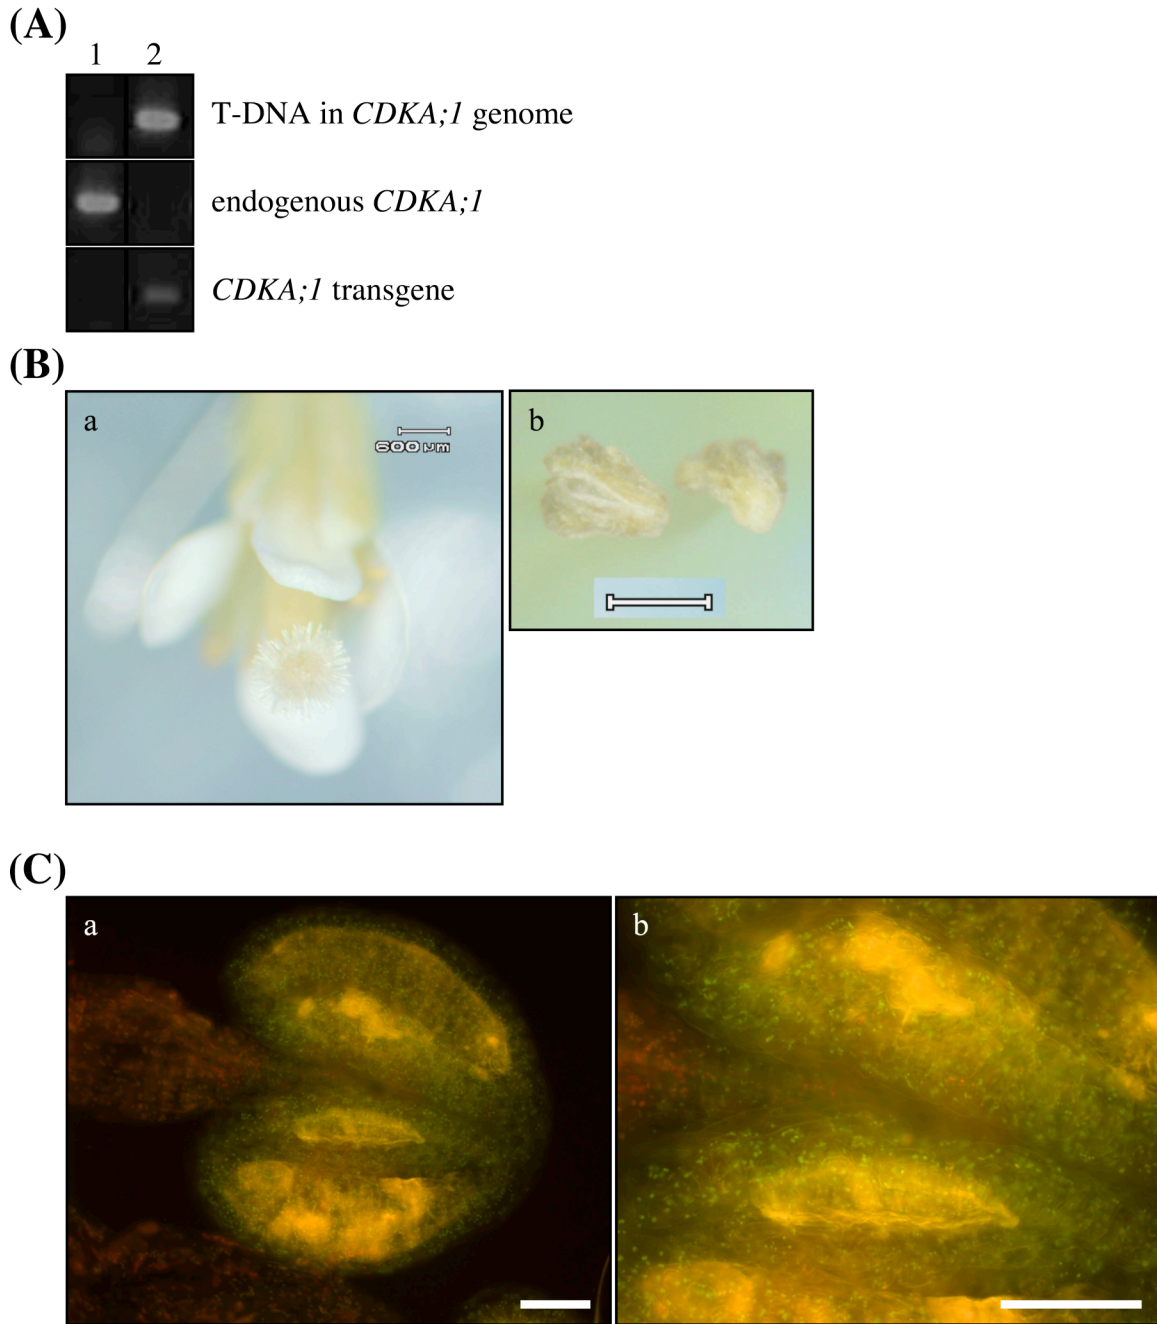 (A)
1 2
T-DNA in CDKA;1 genome
endogenous CDKA;1
CDKA;1 transgene
(B)
a
600 µm
b
(C)
a
b